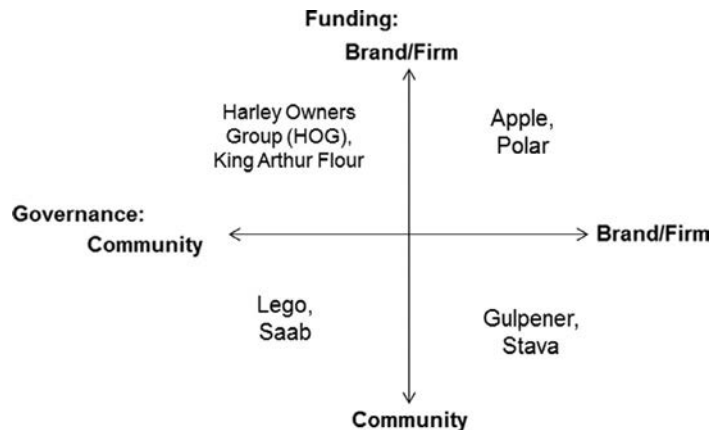 Funding:
Brand/Firm
Harley Owners
Group (HOG),
King Arthur Flour
Apple,
Polar
Governance:
Community
Brand/Firm
Lego,
Saab
Gulpener,
Stava
Community